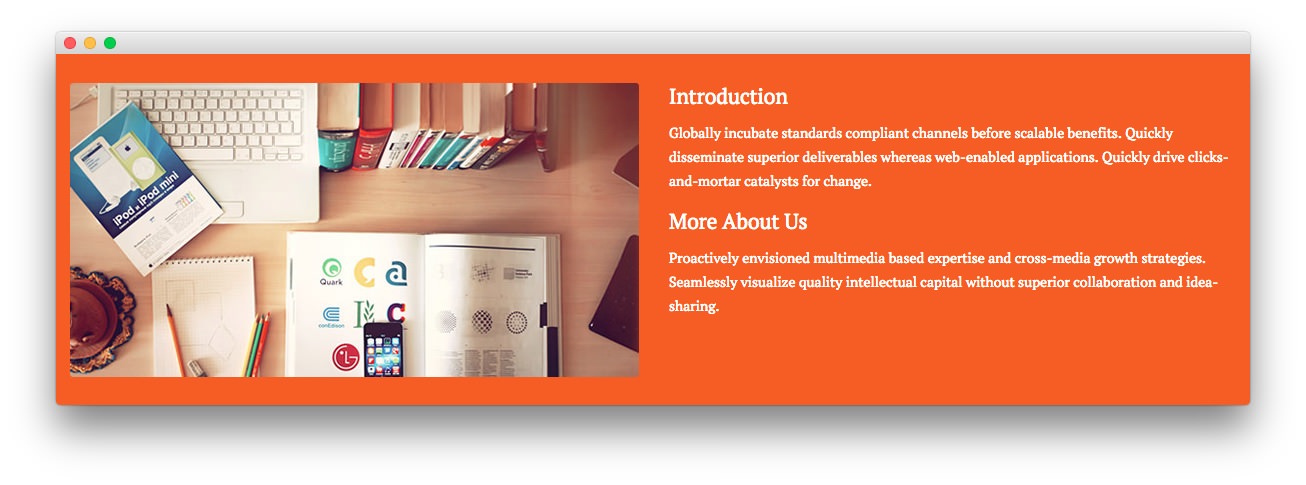 Introduction
Globally incubate standards compliant channels before scalable benefits. Quickly
disseminate superior deliverables whereas web-enabled applications. Quickly drive clicks-
and-mortar catalysts for change.
More About Us
Proactively envisioned multimedia based expertise and cross-media growth strategies.
Seamlessly visualize quality intellectual capital without superior collaboration and idea-
sharing.
iPod
iPod mini
Quark
conEdison
LG